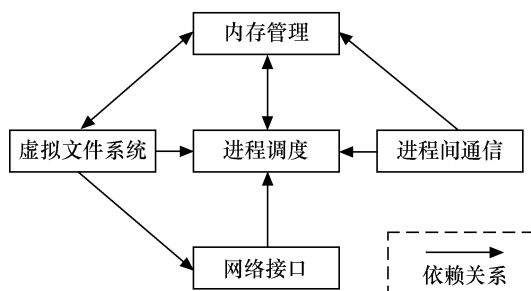 内存管理
虚拟文件系统
进程调度
进程间通信
网络接口
依赖关系